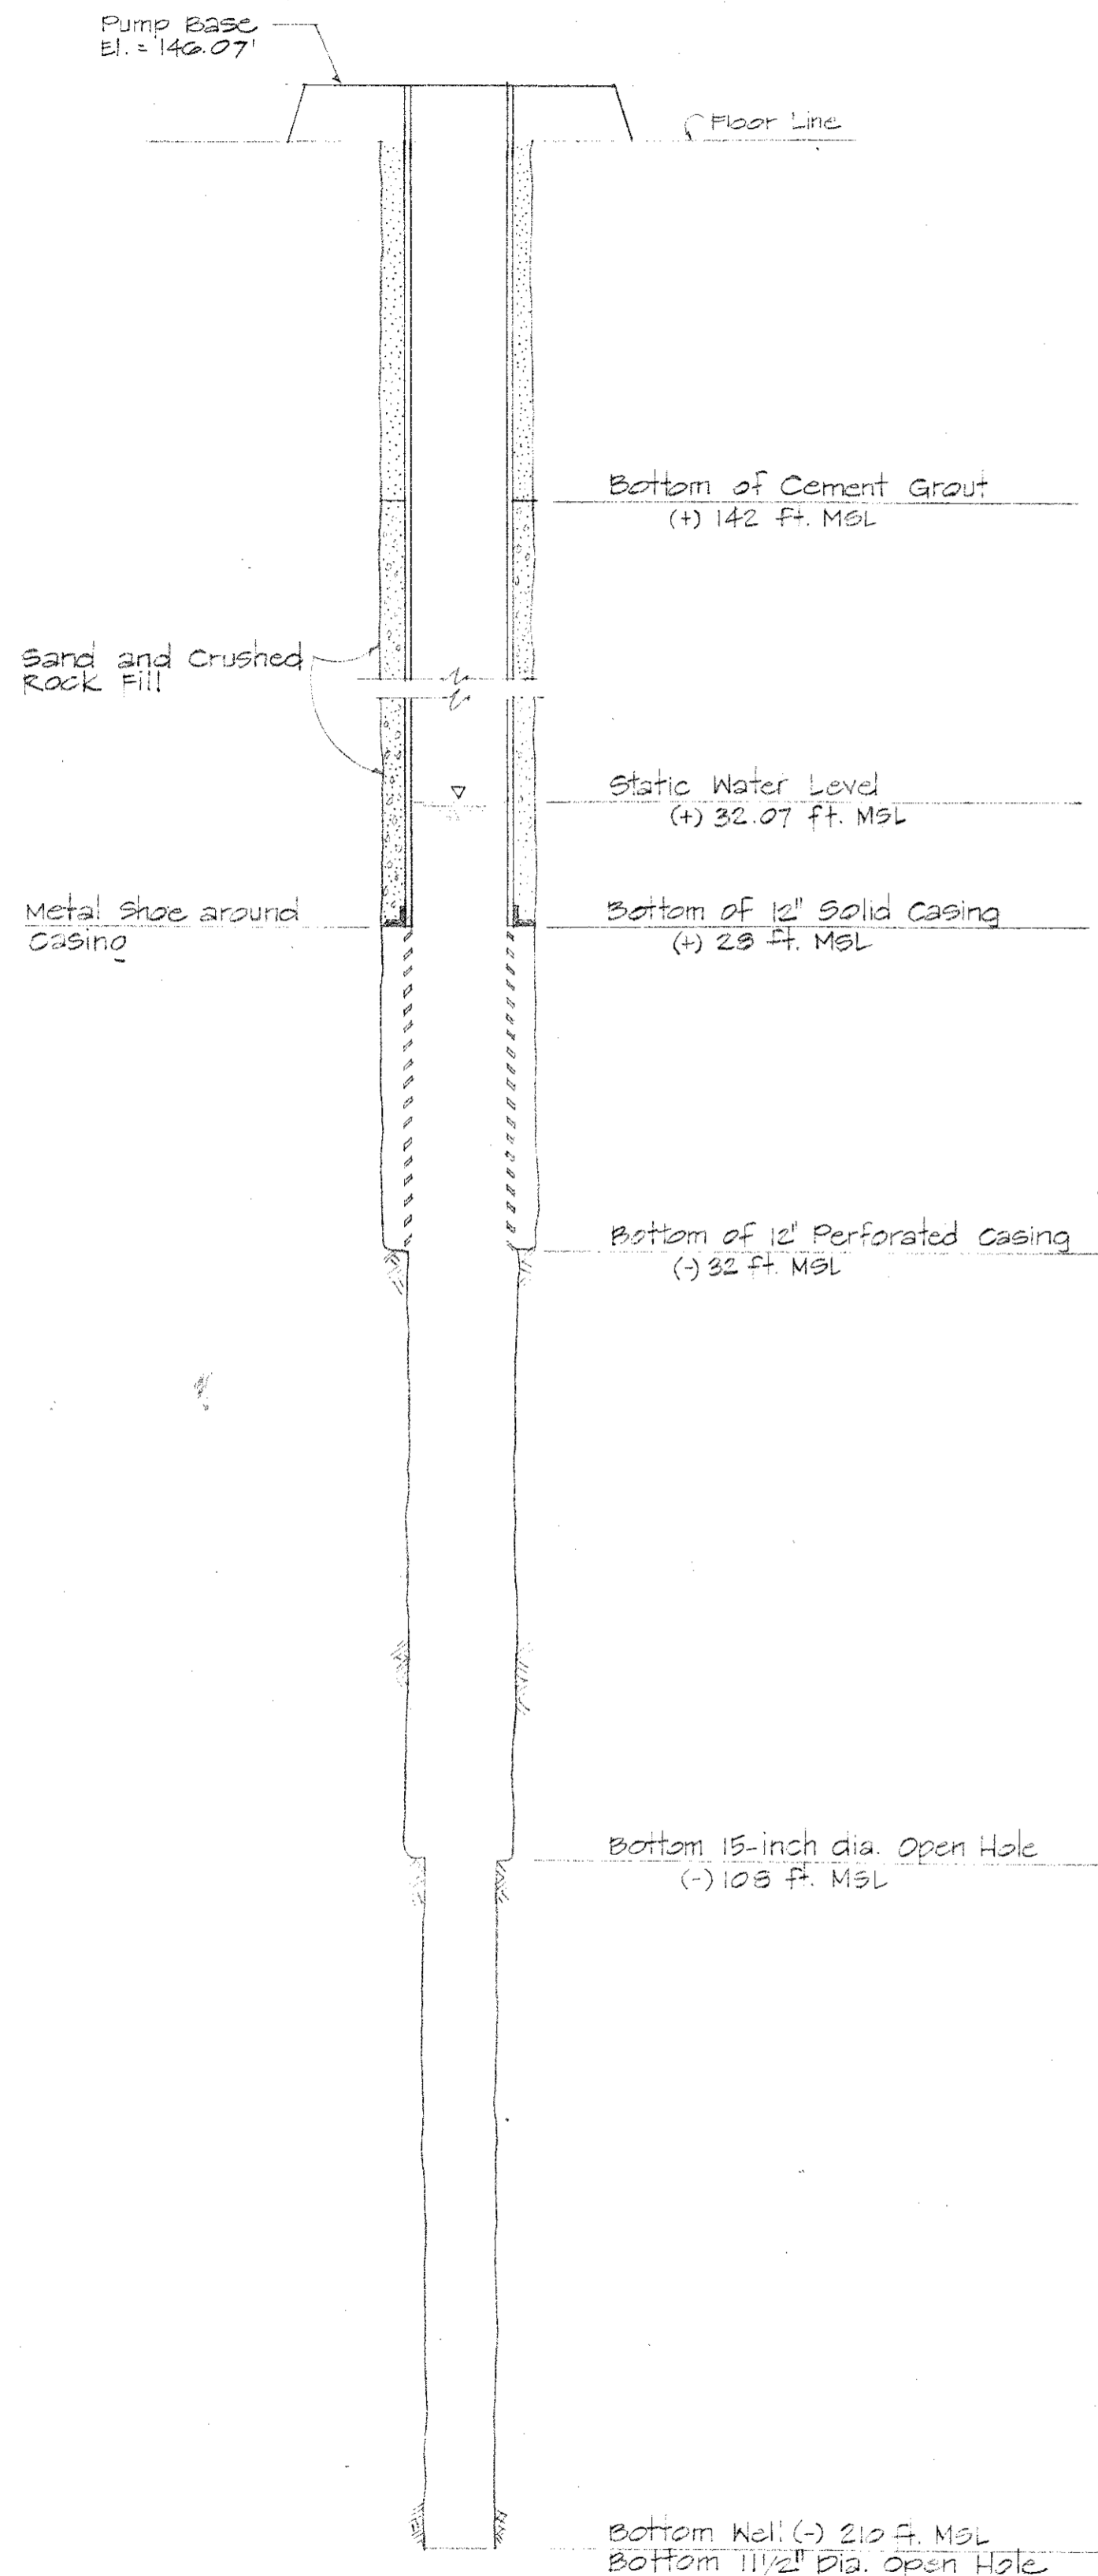 Pump Base
El. = 146.07'
Floor Line
Bottom of Cement Grout
(+) 142 ft. MSL
Sand and Crushed
Rock Fill
Static Water Level
(+) 32.07 ft. MSL
Metal Shoe around
Casing
Bottom of 12" Solid Casing
(+) 28 ft. MSL
Bottom of 12" Perforated Casing
(-) 32 ft. MSL
Bottom 15-inch dia. Open Hole
(-) 108 ft. MSL
Bottom Well (-) 210 ft. MSL
Bottom 11 1/2" Dia. Open Hole